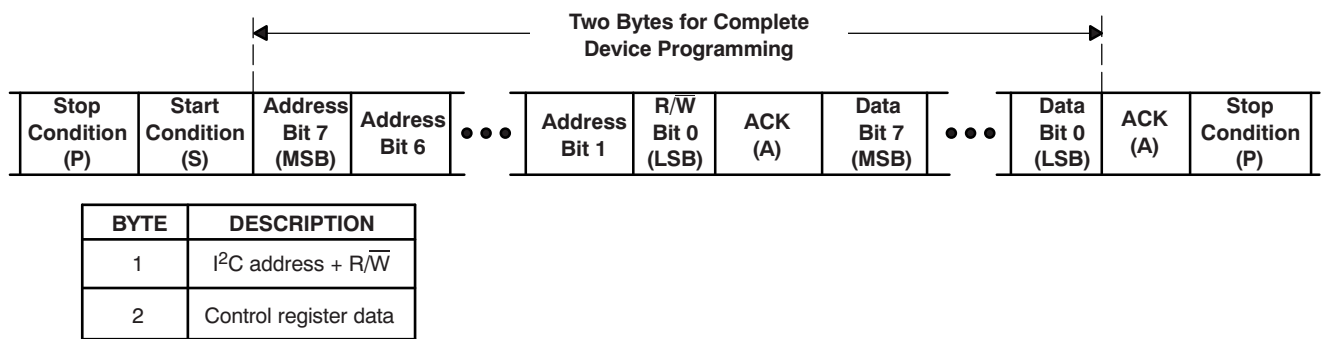 Two Bytes for Complete
Device Programming
Stop
Condition
(P)
Start
Condition
(S)
Address
Bit 7
(MSB)
Address
Bit 6
Address
Bit 1
R/W̅
Bit 0
(LSB)
ACK
(A)
Data
Bit 7
(MSB)
Data
Bit 0
(LSB)
ACK
(A)
Stop
Condition
(P)
BYTE DESCRIPTION
1 I²C address + R/W̅
2 Control register data